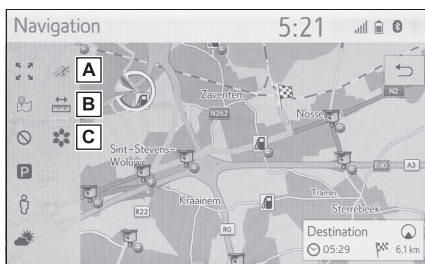 Navigation 5:21
A
B
C
P
Zaventem
N262
Nosse
N2
Sint-Stevens-
Woluwe
E40 A3
Kraainem
Tramin
Sterrebeek
R22
R0
Destination
05:29 6.1 km